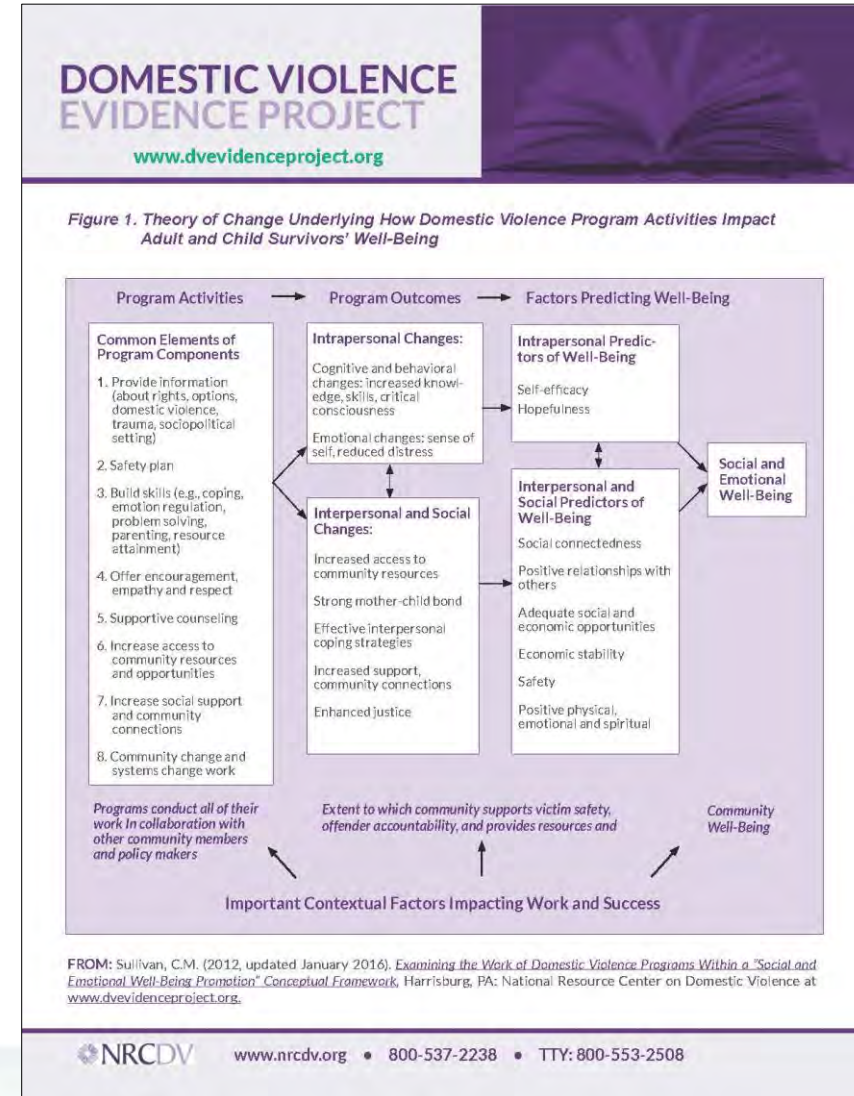 DOMESTIC VIOLENCE
EVIDENCE PROJECT
www.dvevidenceproject.org
Figure 1. Theory of Change Underlying How Domestic Violence Program Activities Impact
Adult and Child Survivors' Well-Being
Program Activities
Program Outcomes
Factors Predicting Well-Being
Common Elements of
Program Components
1. Provide information
(about rights, options,
domestic violence,
trauma, sociopolitical
setting)
2. Safety plan
3. Build skills (e.g., coping,
emotion regulation,
problem solving,
parenting, resource
attainment)
4. Offer encouragement,
empathy and respect
5. Supportive counseling
6. Increase access to
community resources
and opportunities
7. Increase social support
and community
connections
8. Community change and
systems change work
Intrapersonal Changes:
Cognitive and behavioral
changes: increased knowl-
edge, skills, critical
consciousness
Emotional changes: sense of
self, reduced distress
Interpersonal and Social
Changes:
Increased access to
community resources
Strong mother-child bond
Effective interpersonal
coping strategies
Increased support,
community connections
Enhanced justice
Intrapersonal Predic-
tors of Well-Being
Self-efficacy
Hopefulness
Interpersonal and
Social Predictors of
Well-Being
Social connectedness
Positive relationships with
others
Adequate social and
economic opportunities
Economic stability
Safety
Positive physical,
emotional and spiritual
Social and
Emotional
Well-Being
Programs conduct all of their
work In collaboration with
other community members
and policy makers
Extent to which community supports victim safety,
offender accountability, and provides resources and
Community
Well-Being
Important Contextual Factors Impacting Work and Success
FROM: Sullivan, C.M. (2012, updated January 2016). Examining the Work of Domestic Violence Programs Within a "Social and
Emotional Well-Being Promotion" Conceptual Framework, Harrisburg, PA: National Resource Center on Domestic Violence at
www.dvevidenceproject.org.
NRCDV www.nrcdv.org • 800-537-2238 • TTY: 800-553-2508